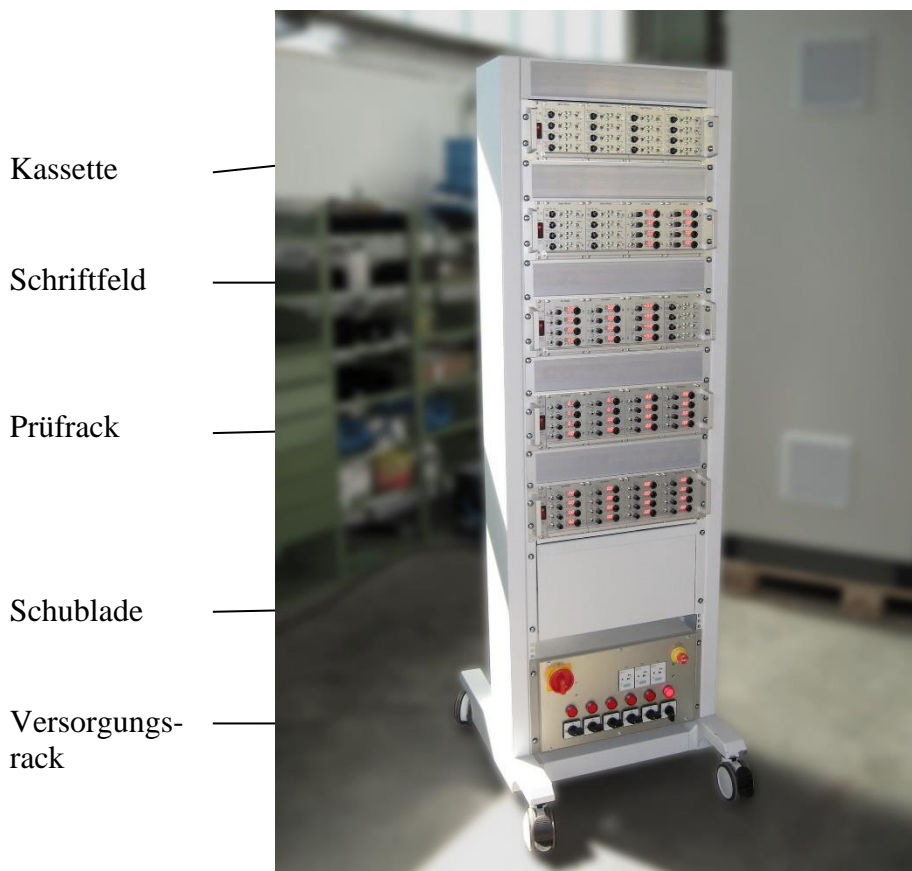 Kassette
Schriftfeld
Prüfrack
Schublade
Versorgungs-
rack